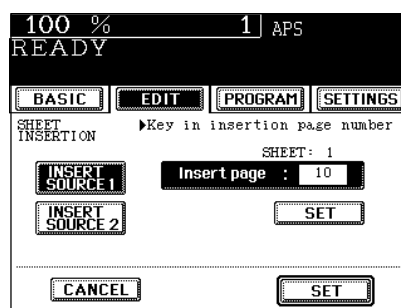 100 % 1 APS
READY
BASIC EDIT PROGRAM SETTINGS
SHEET INSERTION ▶Key in insertion page number
SHEET: 1
INSERT SOURCE 1 Insert page : 10
INSERT SOURCE 2 SET
CANCEL SET